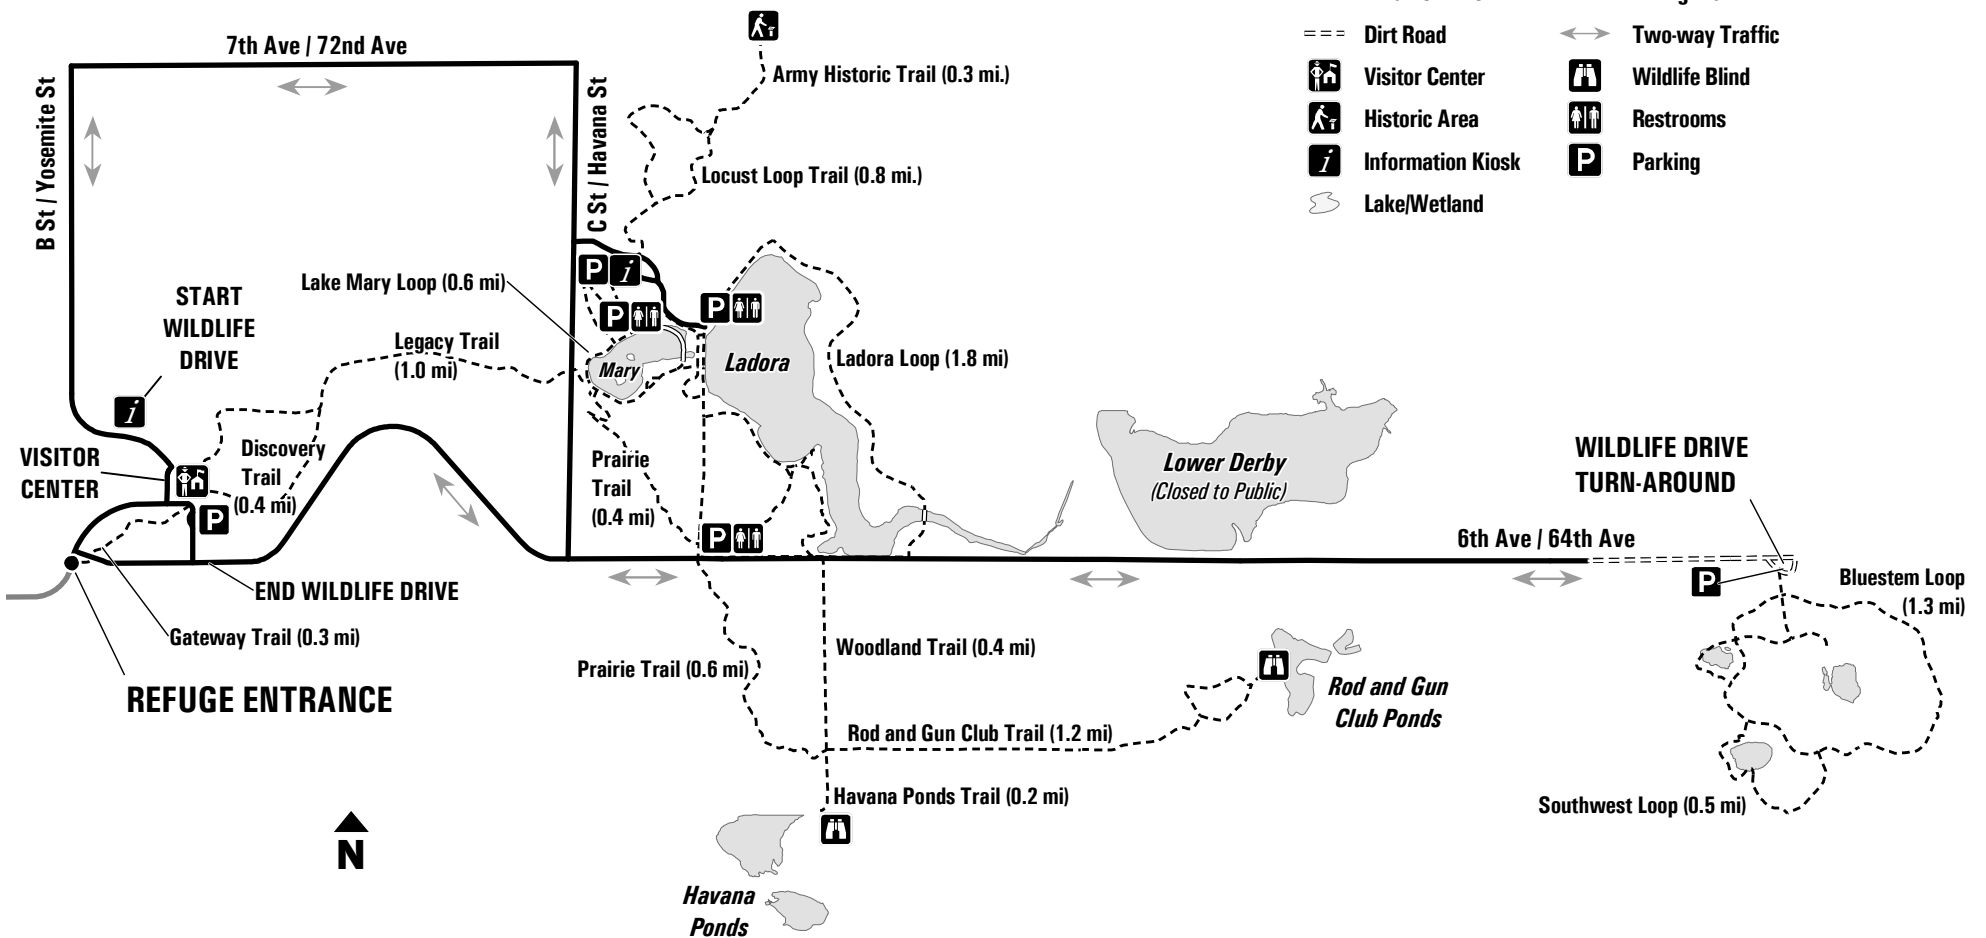 7th Ave / 72nd Ave
B St / Yosemite St
C St / Havana St
Army Historic Trail (0.3 mi.)
Locust Loop Trail (0.8 mi.)
Dirt Road
Two-way Traffic
Visitor Center
Wildlife Blind
Historic Area
Restrooms
i
Information Kiosk
P
Parking
Lake/Wetland
START
WILDLIFE
DRIVE
i
Lake Mary Loop (0.6 mi)
P
i
P
P
Legacy Trail
(1.0 mi)
Mary
Ladora
Ladora Loop (1.8 mi)
VISITOR
CENTER
Discovery
Trail
(0.4 mi)
P
Prairie
Trail
(0.4 mi)
P
Lower Derby
(Closed to Public)
WILDLIFE DRIVE
TURN-AROUND
6th Ave / 64th Ave
P
Bluestem Loop
(1.3 mi)
END WILDLIFE DRIVE
Gateway Trail (0.3 mi)
REFUGE ENTRANCE
Prairie Trail (0.6 mi)
Woodland Trail (0.4 mi)
Rod and Gun
Club Ponds
Rod and Gun Club Trail (1.2 mi)
Havana Ponds Trail (0.2 mi)
Southwest Loop (0.5 mi)
N
Havana
Ponds